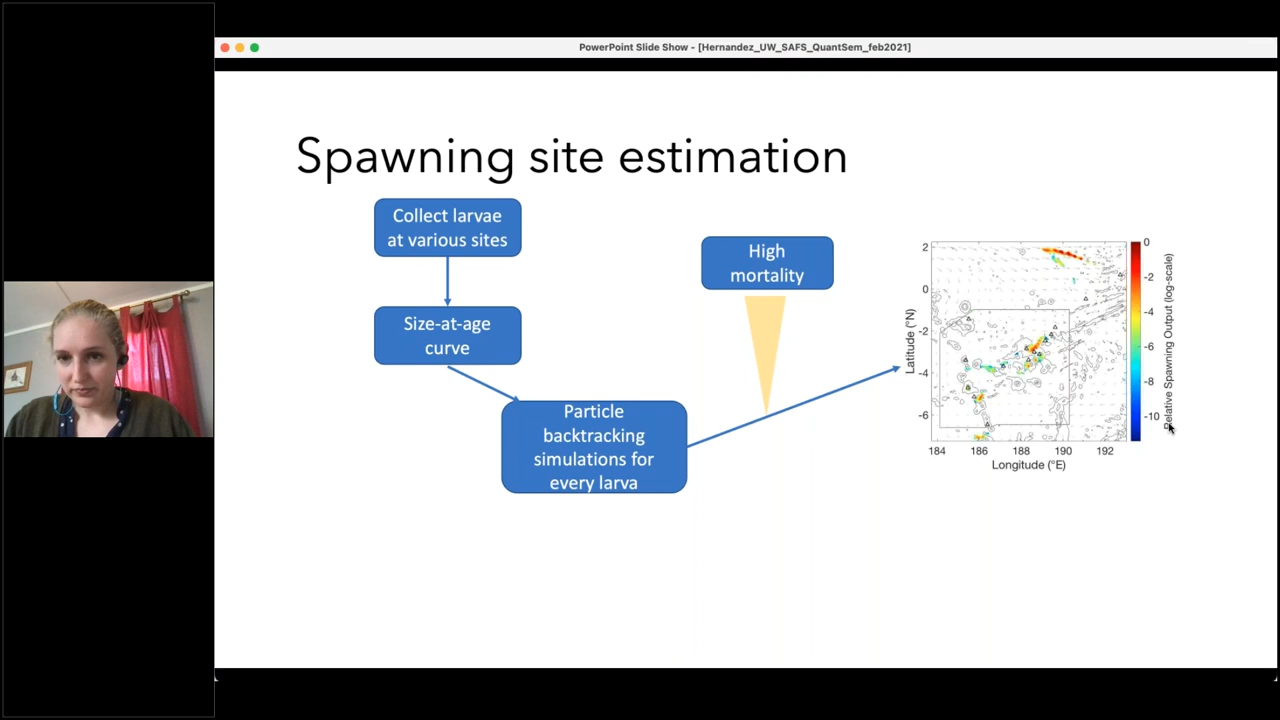 PowerPoint Slide Show - [Hernandez_UW_SAFS_QuantSem_feb2021]
Spawning site estimation
Collect larvae
at various sites
Size-at-age
curve
Particle
backtracking
simulations for
every larva
High
mortality
2
0
-2
-4
-6
Latitude (°N)
184
186
188
190
192
Longitude (°E)
0
-2
-4
-6
-8
-10
Relative Spawning Output (log-scale)